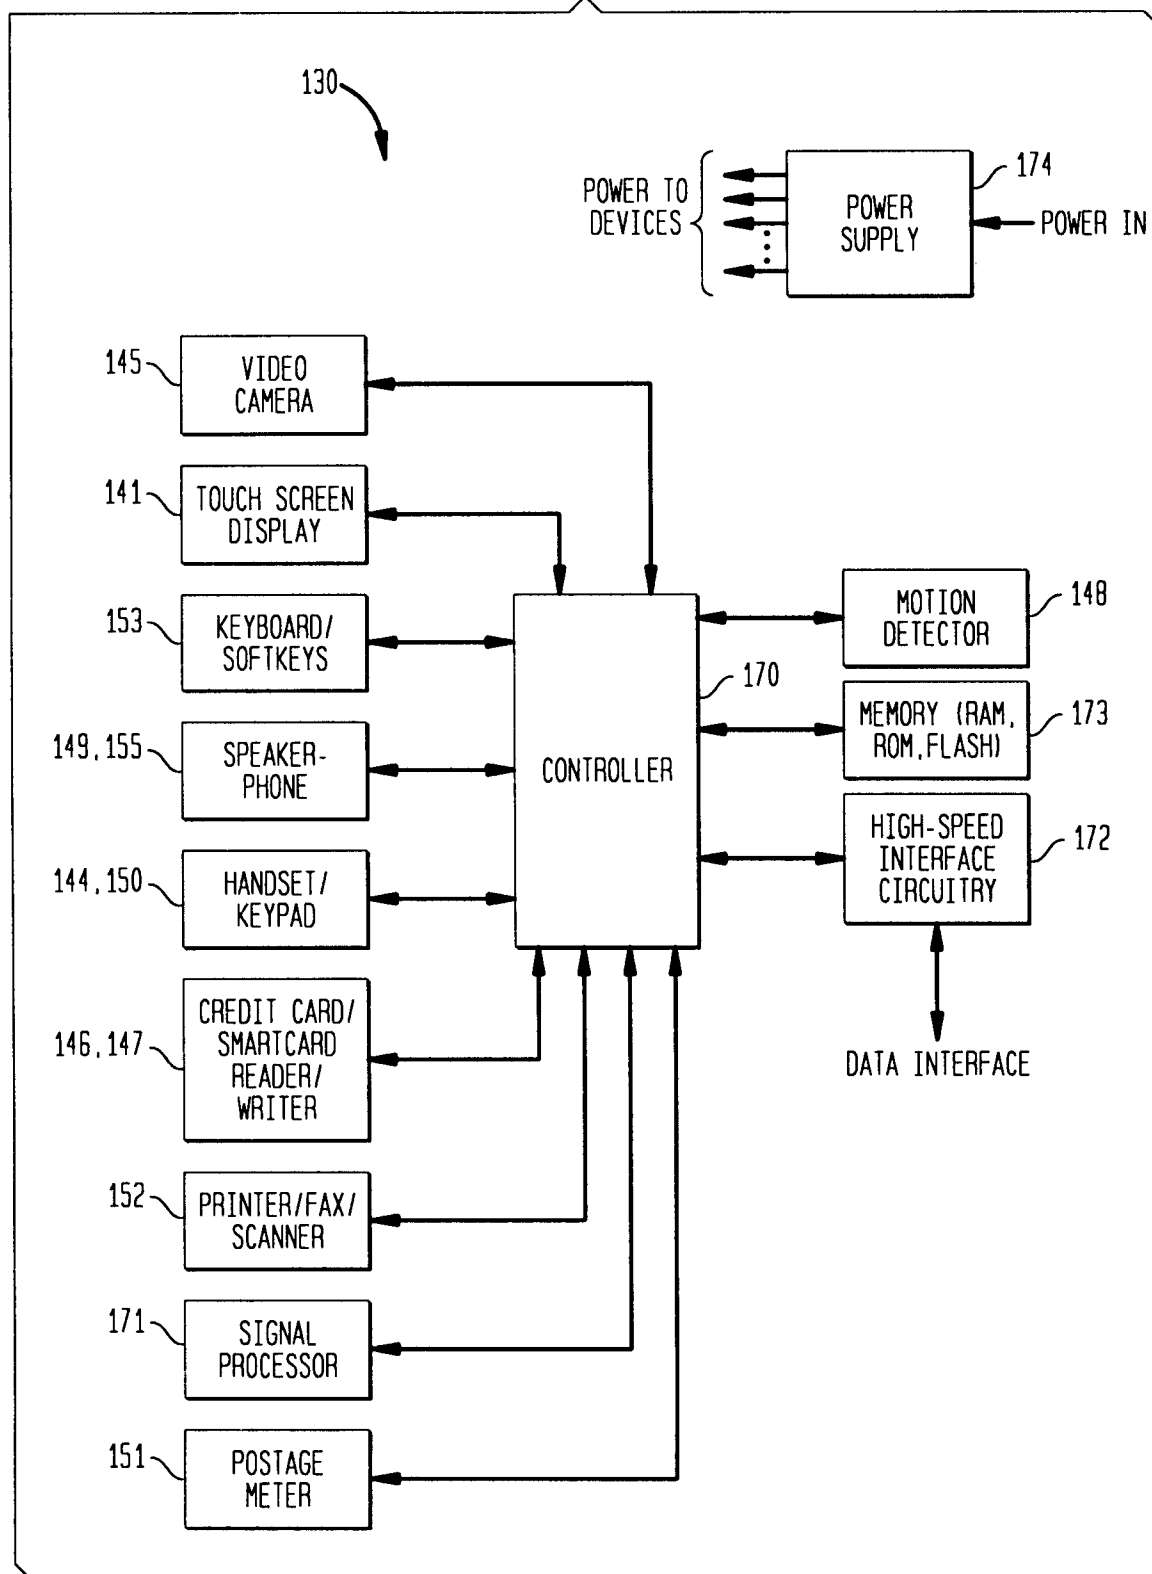 130
POWER TO
DEVICES
POWER
SUPPLY
174
POWER IN
145
VIDEO
CAMERA
141
TOUCH SCREEN
DISPLAY
153
KEYBOARD/
SOFTKEYS
149,155
SPEAKER-
PHONE
144,150
HANDSET/
KEYPAD
146,147
CREDIT CARD/
SMARTCARD
READER/
WRITER
152
PRINTER/FAX/
SCANNER
171
SIGNAL
PROCESSOR
151
POSTAGE
METER
CONTROLLER
170
MOTION
DETECTOR
148
MEMORY (RAM,
ROM,FLASH)
173
HIGH-SPEED
INTERFACE
CIRCUITRY
172
DATA INTERFACE